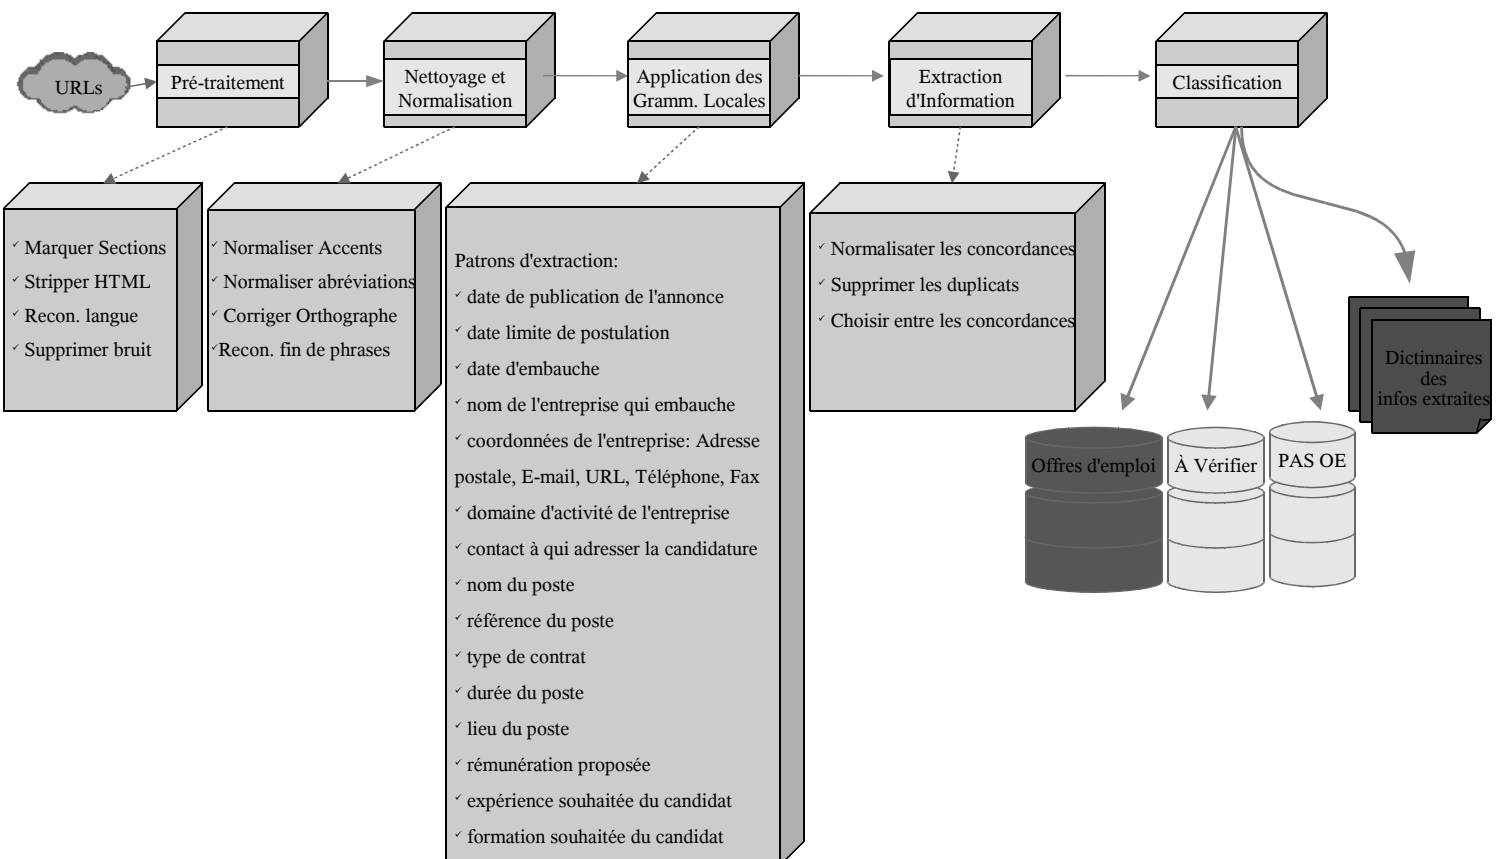 URLs
Pré-traitement
Nettoyage et
Normalisation
Application des
Gramm. Locales
Extraction
d'Information
Classification
✓ Marquer Sections
✓ Stripper HTML
✓ Recon. langue
✓ Supprimer bruit
✓ Normaliser Accents
✓ Normaliser abréviations
✓ Corriger Orthographe
✓Recon. fin de phrases
Patrons d'extraction:
✓ date de publication de l'annonce
✓ date limite de postulation
✓ date d'embauche
✓ nom de l'entreprise qui embauche
✓ coordonnées de l'entreprise: Adresse
postale, E-mail, URL, Téléphone, Fax
✓ domaine d'activité de l'entreprise
✓ contact à qui adresser la candidature
✓ nom du poste
✓ référence du poste
✓ type de contrat
✓ durée du poste
✓ lieu du poste
✓ rémunération proposée
✓ expérience souhaitée du candidat
✓ formation souhaitée du candidat
✓ Normalisater les concordances
✓ Supprimer les duplicats
✓ Choisir entre les concordances
Dictinnaires
des
infos extraites
Offres d'emploi
À Vérifier
PAS OE